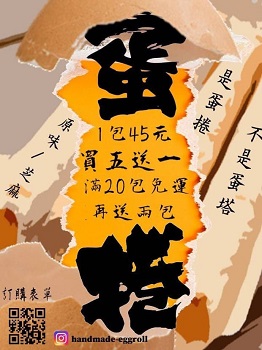 蛋
1包45元
買五送一
滿20包免運
再送兩包
捲
是蛋捲
不是蛋塔
原味/芝麻
訂購表單
handmade-eggroll